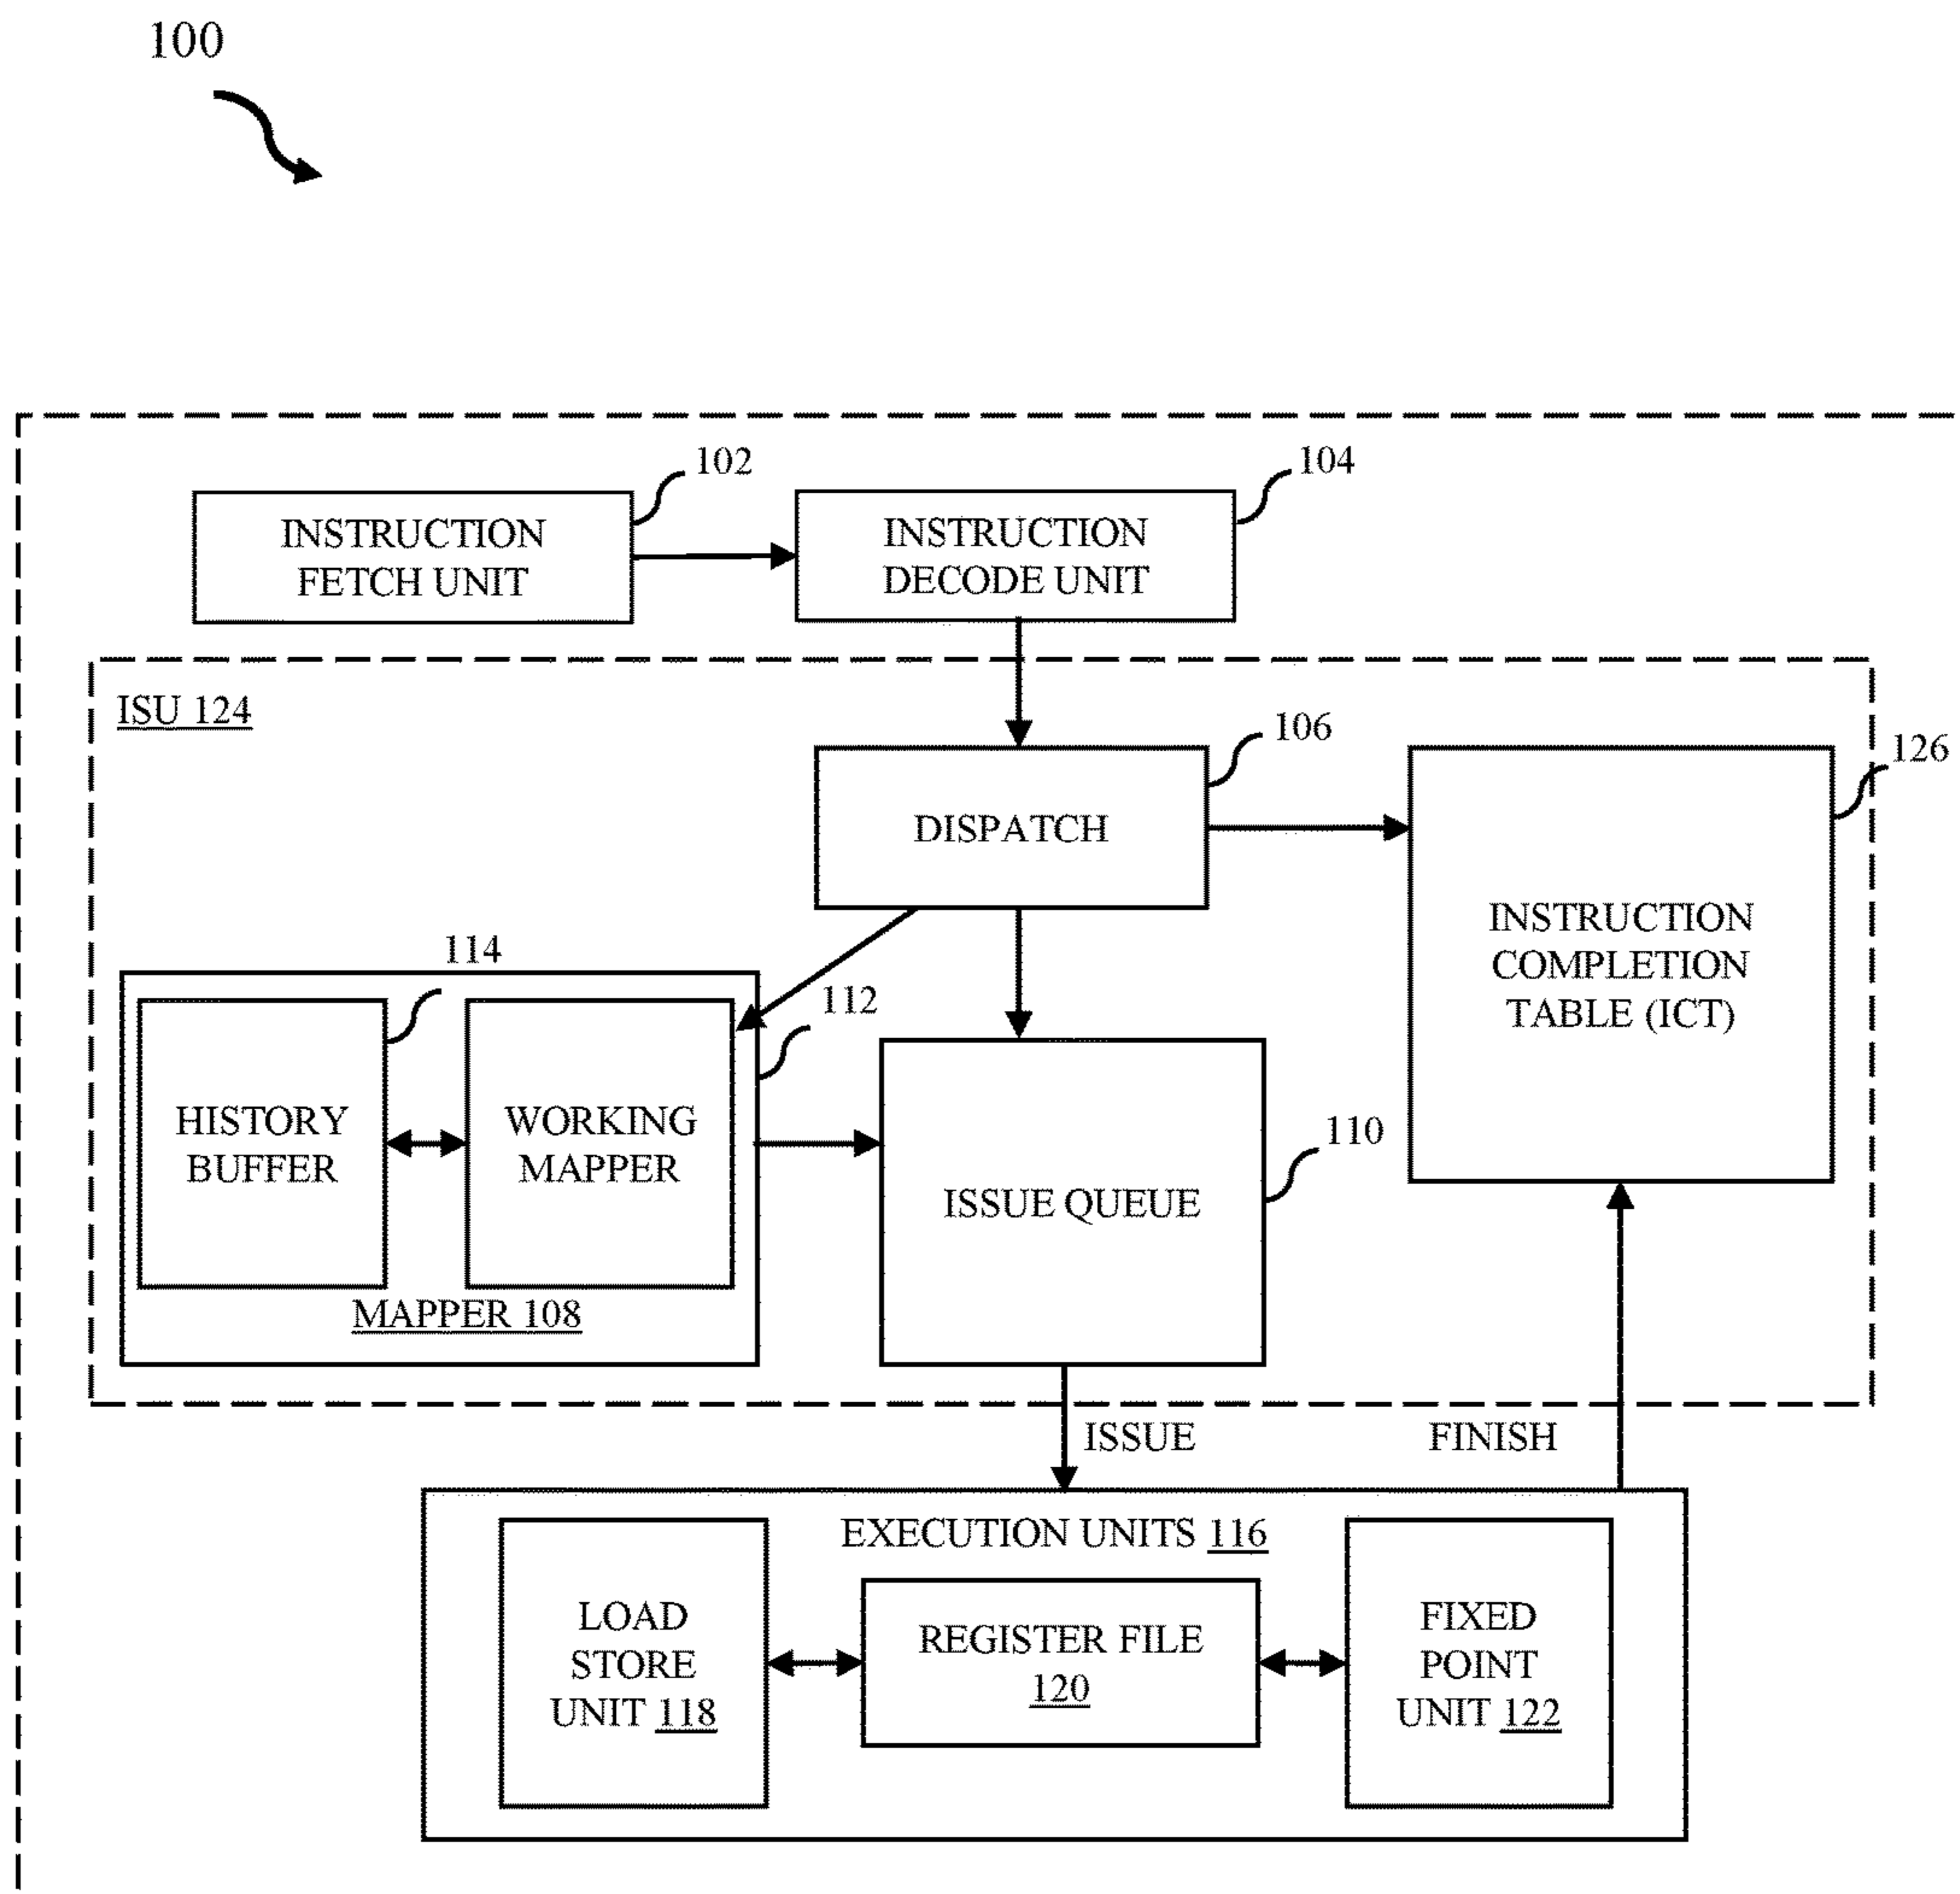 100
102
104
INSTRUCTION
FETCH UNIT
INSTRUCTION
DECODE UNIT
ISU 124
106
126
DISPATCH
INSTRUCTION
COMPLETION
TABLE (ICT)
114
112
HISTORY
BUFFER
WORKING
MAPPER
110
ISSUE QUEUE
MAPPER 108
ISSUE
FINISH
EXECUTION UNITS 116
LOAD
STORE
UNIT 118
REGISTER FILE
120
FIXED
POINT
UNIT 122